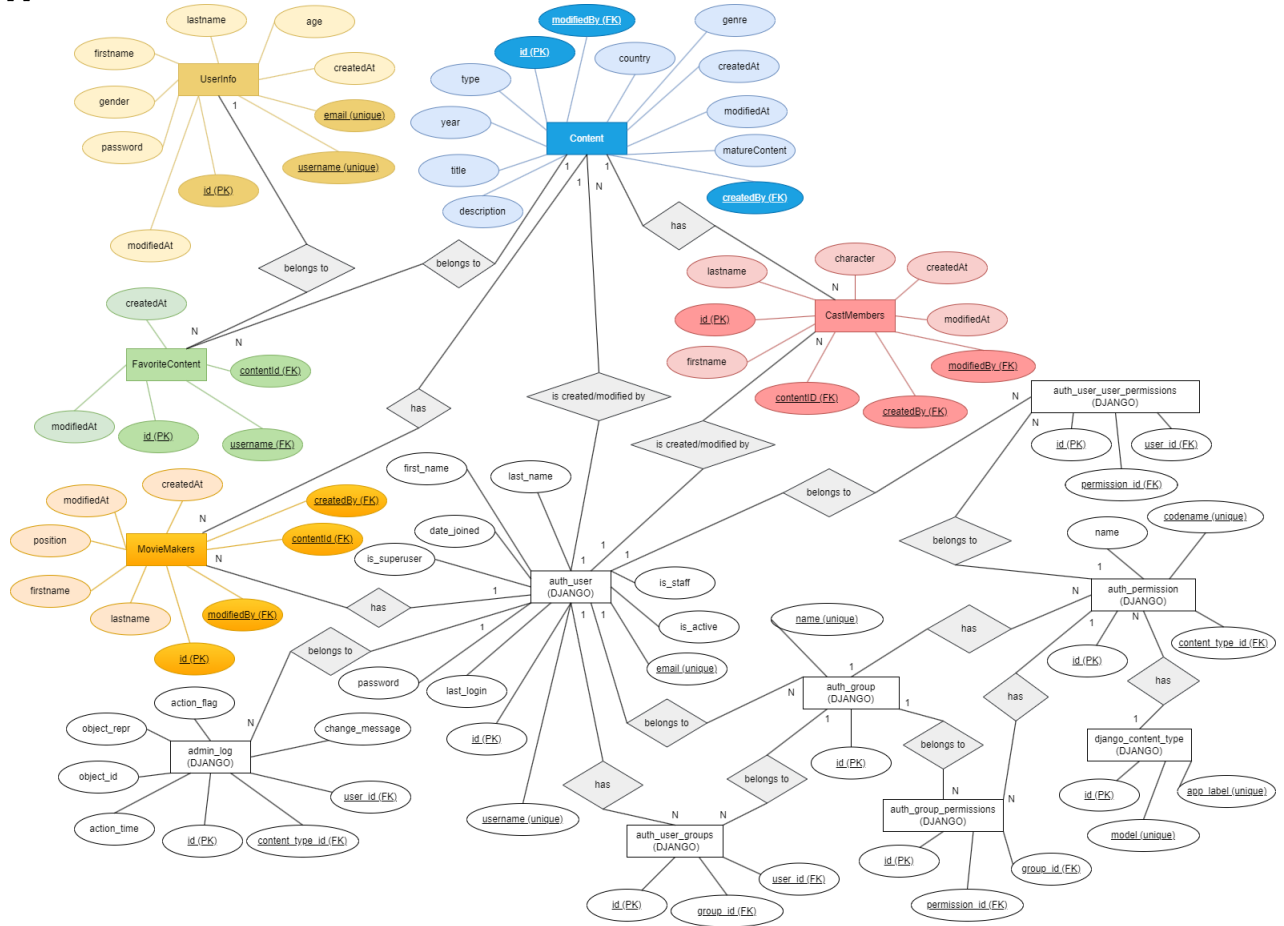 lastname
age
firstname
UserInfo
createdAt
gender
email (unique)
password
username (unique)
id (PK)
modifiedAt
1
modifiedBy (FK)
genre
id (PK)
country
type
createdAt
year
Content
modifiedAt
matureContent
title
createdBy (FK)
description
1
1
N
1
has
belongs to
belongs to
character
lastname
createdAt
createdAt
id (PK)
N
CastMembers
modifiedAt
N
N
N
firstname
modifiedBy (FK)
FavoriteContent
contentId (FK)
contentID (FK)
createdBy (FK)
modifiedAt
id (PK)
username (FK)
has
is created/modified by
is created/modified by
auth_user_user_permissions
(DJANGO)
N
N
id (PK)
user_id (FK)
permission_id (FK)
createdAt
modifiedAt
createdBy (FK)
position
N
MovieMakers
contentId (FK)
N
firstname
lastname
modifiedBy (FK)
id (PK)
first_name
last_name
date_joined
is_superuser
belongs to
belongs to
codename (unique)
name
has
1
1
1
1
auth_user
(DJANGO)
is_staff
1
N
auth_permission
(DJANGO)
1
1
1
1
is_active
name (unique)
N
1
N
content_type_id (FK)
belongs to
password
last_login
email (unique)
has
id (PK)
has
has
action_flag
object_repr
N
change_message
admin_log
(DJANGO)
object_id
user_id (FK)
action_time
id (PK)
content_type_id (FK)
id (PK)
belongs to
N
1
auth_group
(DJANGO)
1
1
id (PK)
belongs to
belongs to
has
username (unique)
N
N
auth_user_groups
(DJANGO)
id (PK)
group_id (FK)
user_id (FK)
N
N
auth_group_permissions
(DJANGO)
id (PK)
permission_id (FK)
group_id (FK)
1
django_content_type
(DJANGO)
id (PK)
app_label (unique)
model (unique)